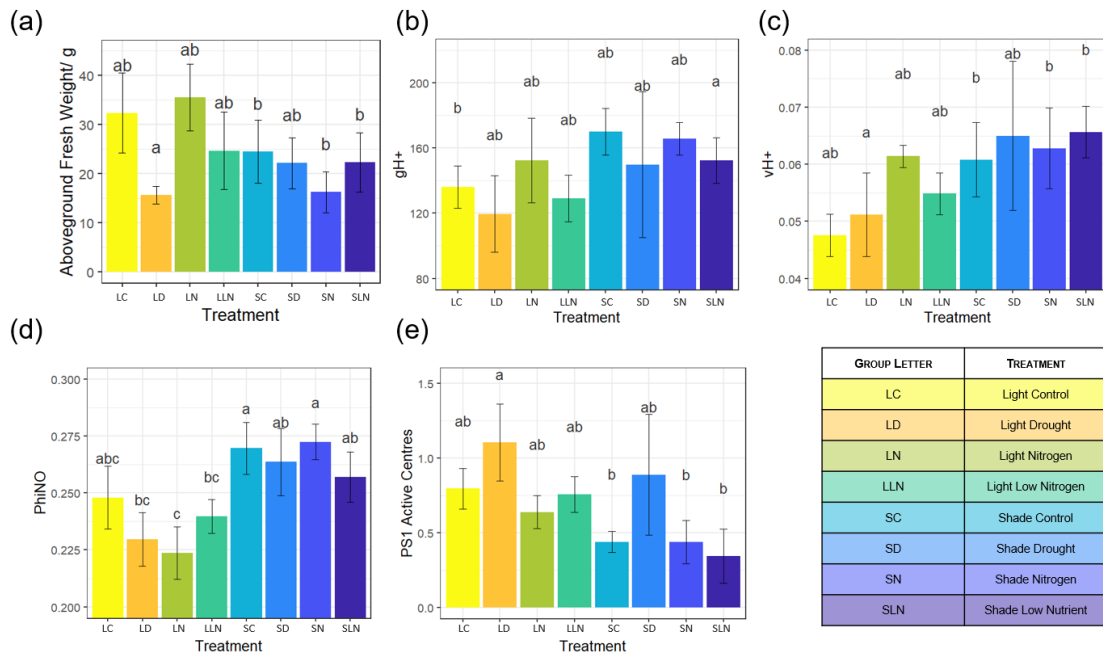 (a)
Aboveground Fresh Weight/ g
40
30
20
10
0
ab
a
ab
ab
b
ab
b
b
LC LD LN LLN SC SD SN SLN
Treatment
(b)
gH+
200
160
120
80
b
ab
ab
ab
ab
ab
ab
a
LC LD LN LLN SC SD SN SLN
Treatment
(c)
vH+
0.08
0.07
0.06
0.05
0.04
ab
a
ab
ab
b
ab
b
b
LC LD LN LLN SC SD SN SLN
Treatment
(d)
PhiNO
0.300
0.275
0.250
0.225
0.200
abc
bc
c
bc
a
ab
a
ab
LC LD LN LLN SC SD SN SLN
Treatment
(e)
PS1 Active Centres
1.5
1.0
0.5
0.0
ab
a
ab
ab
b
ab
b
b
LC LD LN LLN SC SD SN SLN
Treatment
GROUP LETTER TREATMENT
LC Light Control
LD Light Drought
LN Light Nitrogen
LLN Light Low Nitrogen
SC Shade Control
SD Shade Drought
SN Shade Nitrogen
SLN Shade Low Nutrient